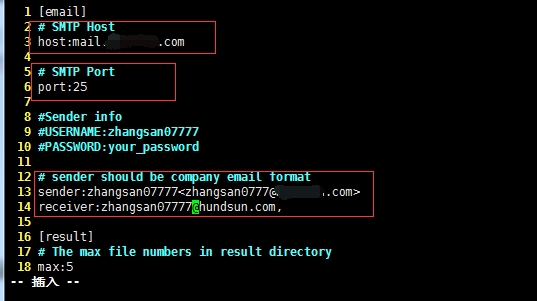 1 [email]
2 # SMTP Host
3 host:mail. .com
4
5 # SMTP Port
6 port:25
7
8 #Sender info
9 #USERNAME:zhangsan07777
10 #PASSWORD:your_password
11
12 # sender should be company email format
13 sender:zhangsan07777<zhangsan0777@ .com>
14 receiver:zhangsan07777@hundsun.com,
15
16 [result]
17 # The max file numbers in result directory
18 max:5
-- 插入 --